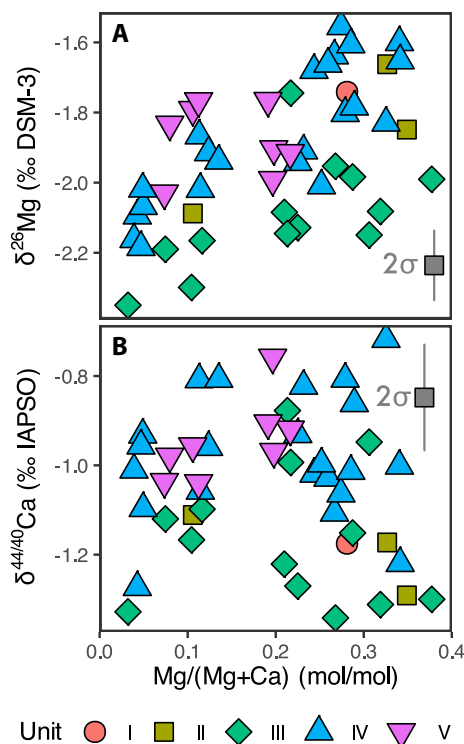 A
-1.6
-1.8
-2.0
-2.2
δ26Mg (‰ DSM-3)
2σ
B
-0.8
-1.0
-1.2
δ44/40Ca (‰ IAPSO)
2σ
0.0 0.1 0.2 0.3 0.4
Mg/(Mg+Ca) (mol/mol)
Unit I II III IV V